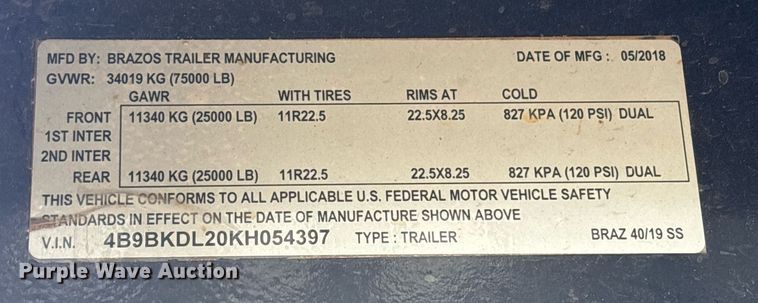 MFD BY: BRAZOS TRAILER MANUFACTURING DATE OF MFG : 05/2018
GVWR: 34019 KG (75000 LB)
GAWR WITH TIRES RIMS AT COLD
FRONT 11340 KG (25000 LB) 11R22.5 22.5X8.25 827 KPA (120 PSI) DUAL
1ST INTER
2ND INTER
REAR 11340 KG (25000 LB) 11R22.5 22.5X8.25 827 KPA (120 PSI) DUAL
THIS VEHICLE CONFORMS TO ALL APPLICABLE U.S. FEDERAL MOTOR VEHICLE SAFETY
STANDARDS IN EFFECT ON THE DATE OF MANUFACTURE SHOWN ABOVE
V.I.N. 4B9BKDL20KH054397 TYPE : TRAILER BRAZ 40/19 SS
Purple Wave Auction